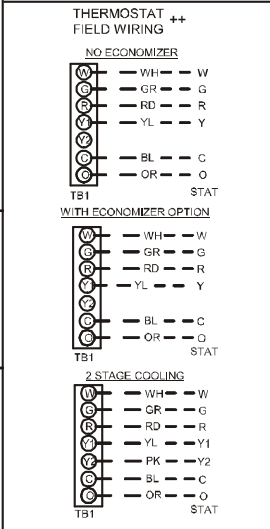 THERMOSTAT ++
FIELD WIRING
NO ECONOMIZER
W WH W
G GR G
R RD R
Y1 YL Y
Y2
C BL C
O OR O
TB1 STAT
WITH ECONOMIZER OPTION
W WH W
G GR G
R RD R
Y1 YL Y
Y2
C BL C
O OR O
TB1 STAT
2 STAGE COOLING
W WH W
G GR G
R RD R
Y1 YL Y1
Y2 PK Y2
C BL C
O OR O
TB1 STAT